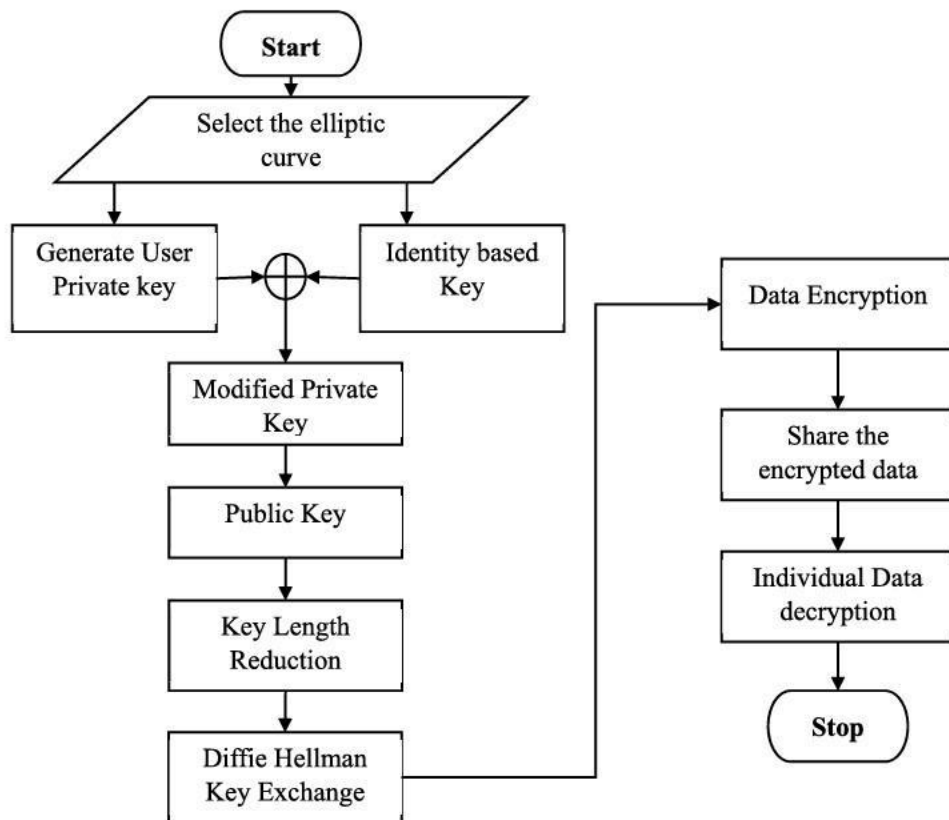 Start
Select the elliptic
curve
Generate User
Private key
Identity based
Key
Modified Private
Key
Public Key
Key Length
Reduction
Diffie Hellman
Key Exchange
Data Encryption
Share the
encrypted data
Individual Data
decryption
Stop